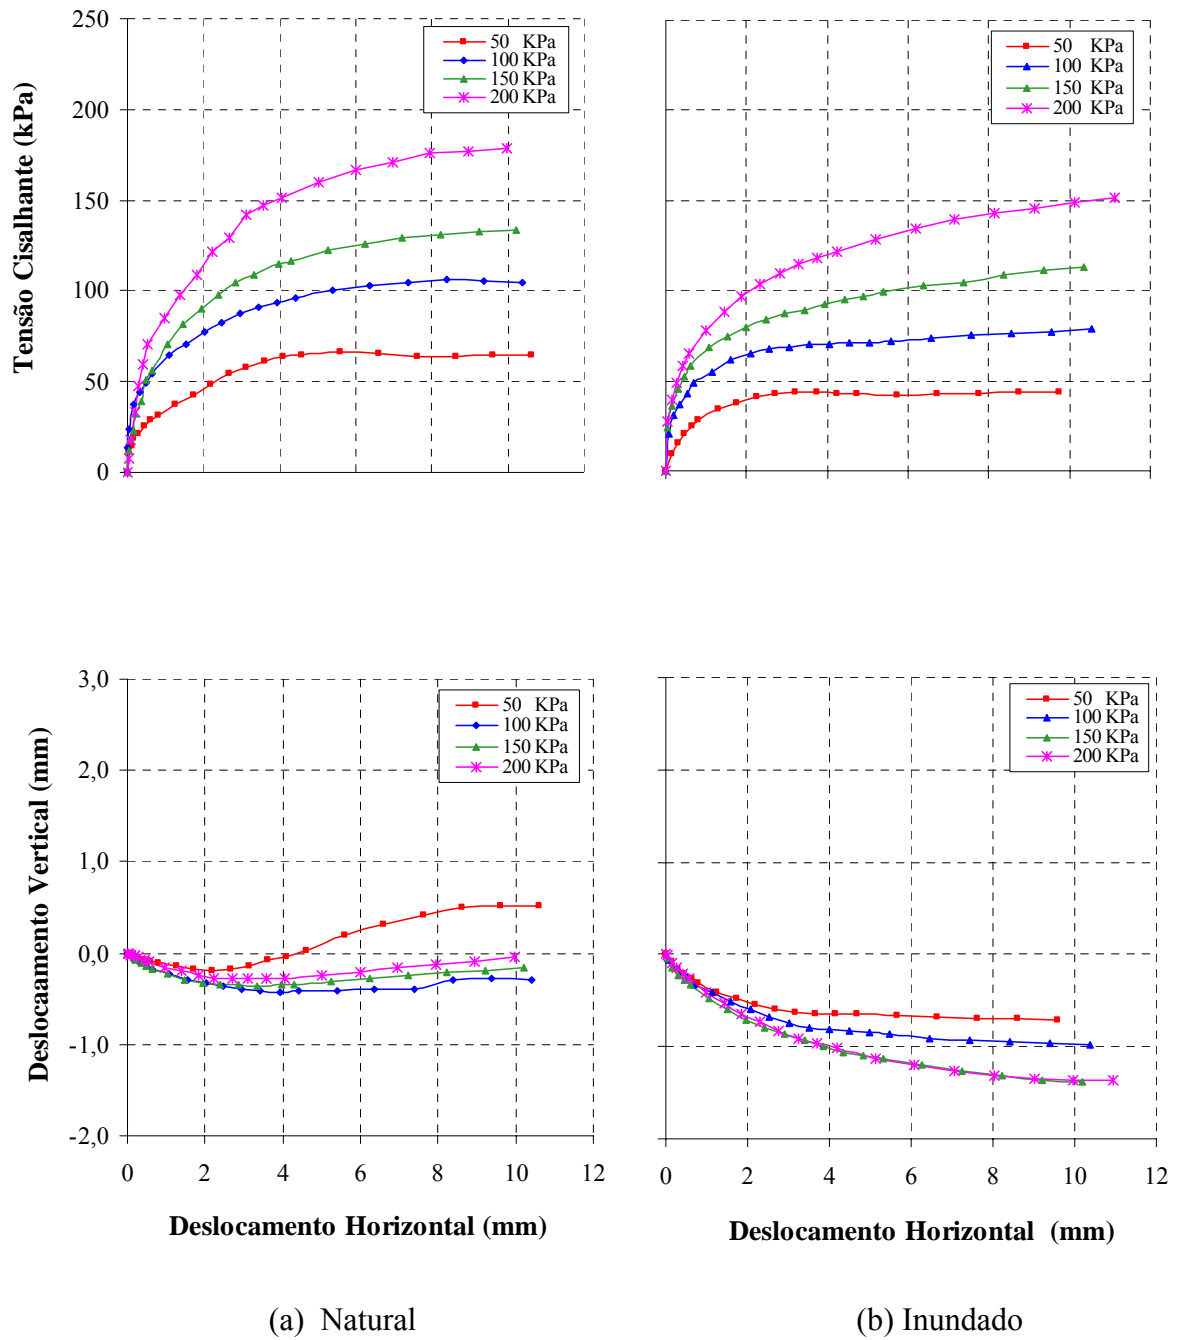 Tensão Cisalhante (kPa)
250
200
150
100
50
0
50 KPa
100 KPa
150 KPa
200 KPa
50 KPa
100 KPa
150 KPa
200 KPa
Deslocaamento Vertical (mm)
3,0
2,0
1,0
0,0
-1,0
-2,0
50 KPa
100 KPa
150 KPa
200 KPa
50 KPa
100 KPa
150 KPa
200 KPa
0 2 4 6 8 10 12
0 2 4 6 8 10 12
Deslocamento Horizontal (mm)
Deslocamento Horizontal (mm)
(a) Natural
(b) Inundado